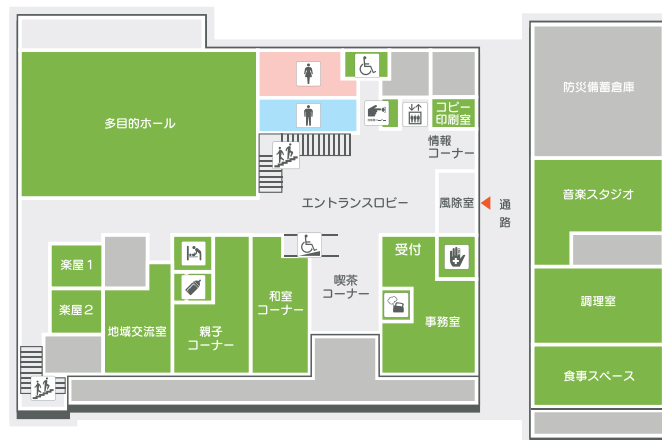 防災備蓄倉庫
多目的ホール
コピー
印刷室
情報
コーナー
音楽スタジオ
エントランスロビー
風除室
通
路
受付
楽屋1
喫茶
コーナー
和室
コーナー
調理室
楽屋2
地域交流室
親子
コーナー
事務室
食事スペース